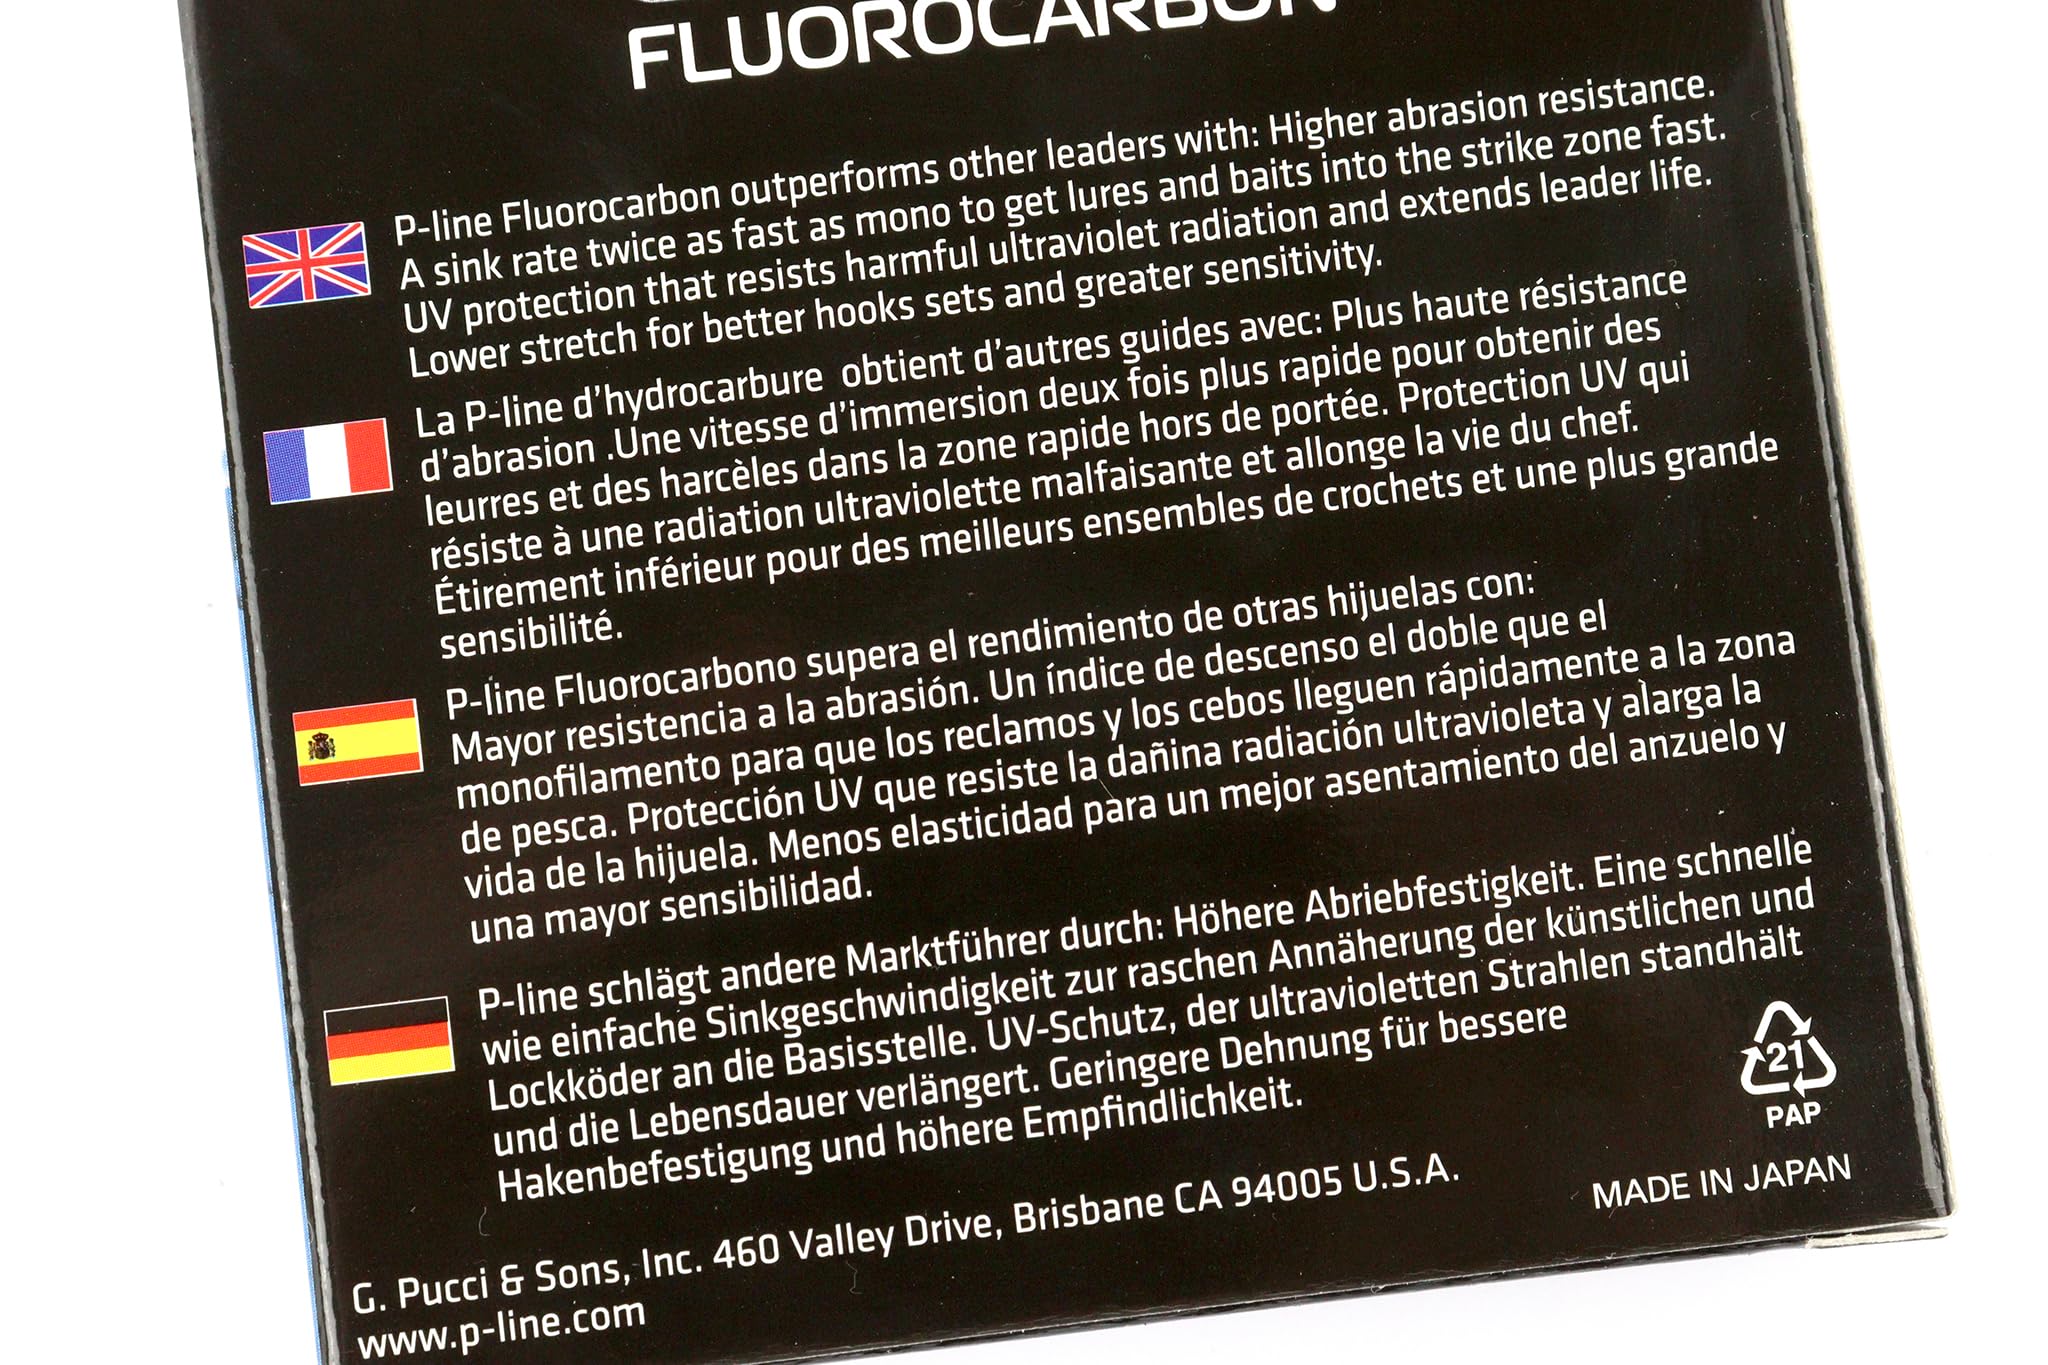 FLUOROCARBON
P-line Fluorocarbon outperforms other leaders with: Higher abrasion resistance.
A sink rate twice as fast as mono to get lures and baits into the strike zone fast.
UV protection that resists harmful ultraviolet radiation and extends leader life.
Lower stretch for better hooks sets and greater sensitivity.
La P-line d'hydrocarbure obtient d'autres guides avec: Plus haute résistance
d'abrasion .Une vitesse d'immersion deux fois plus rapide pour obtenir des
leurres et des harcèles dans la zone rapide hors de portée. Protection UV qui
résiste à une radiation ultraviolette malfaisante et allonge la vie du chef.
Étirement inférieur pour des meilleurs ensembles de crochets et une plus grande
sensibilité.
P-line Fluorocarbono supera el rendimiento de otras hijuelas con:
Mayor resistencia a la abrasión. Un índice de descenso el doble que el
monofilamento para que los reclamos y los cebos lleguen rápidamente a la zona
de pesca. Protección UV que resiste la dañina radiación ultravioleta y alarga la
vida de la hijuela. Menos elasticidad para un mejor asentamiento del anzuelo y
una mayor sensibilidad.
P-line schlägt andere Marktführer durch: Höhere Abriebfestigkeit. Eine schnelle
wie einfache Sinkgeschwindigkeit zur raschen Annäherung der künstlichen und
Lockköder an die Basisstelle. UV-Schutz, der ultravioletten Strahlen standhält
und die Lebensdauer verlängert. Geringere Dehnung für bessere
Hakenbefestigung und höhere Empfindlichkeit.
21
PAP
MADE IN JAPAN
G. Pucci & Sons, Inc. 460 Valley Drive, Brisbane CA 94005 U.S.A.
www.p-line.com